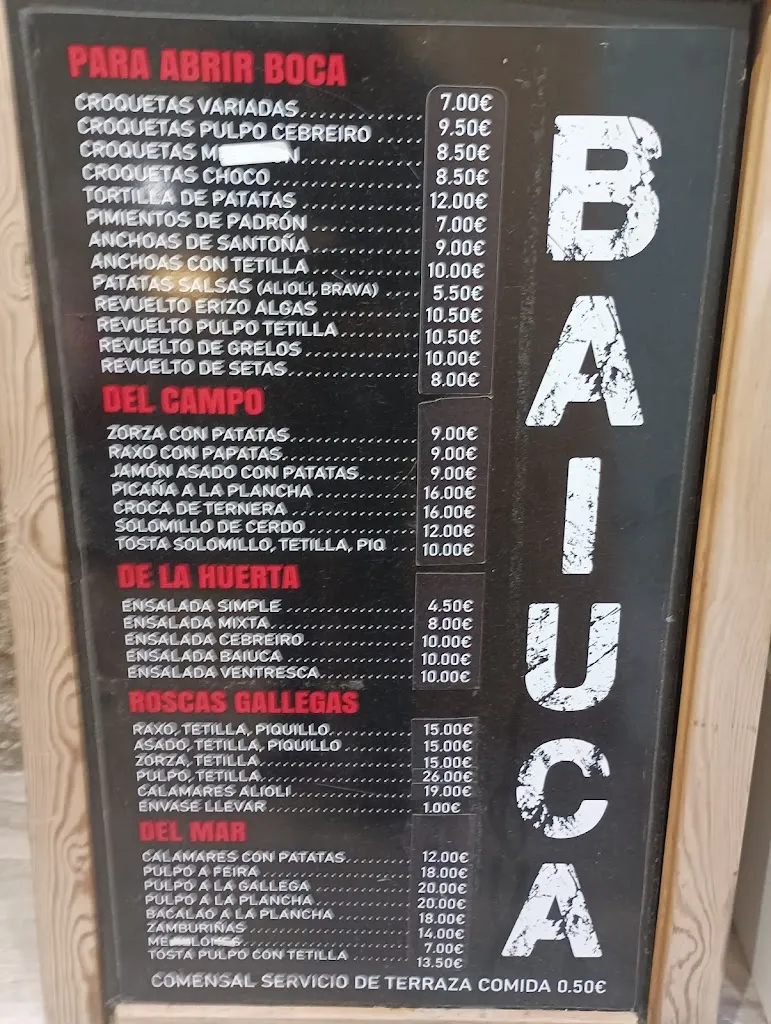 PARA ABRIR BOCA
CROQUETAS VARIADAS 7.00€
CROQUETAS PULPO CEBREIRO 9.50€
CROQUETAS 8.50€
CROQUETAS CHOCO 8.50€
TORTILLA DE PATATAS 12.00€
PIMIENTOS DE PADRÓN 7.00€
ANCHOAS DE SANTOÑA 9.00€
ANCHOAS CON TETILLA 10.00€
PATATAS SALSAS (ALIOLI, BRAVA) 5.50€
REVUELTO ERIZO ALGAS 10.50€
REVUELTO PULPO TETILLA 10.50€
REVUELTO DE GRELOS 10.00€
REVUELTO DE SETAS 8.00€
DEL CAMPO
ZORZA CON PATATAS 9.00€
RAXO CON PAPATAS 9.00€
JAMÓN ASADO CON PATATAS 9.00€
PICAÑA A LA PLANCHA 16.00€
CROCA DE TERNERA 16.00€
SOLOMILLO DE CERDO 12.00€
TOSTA SOLOMILLO, TETILLA, PIQ 10.00€
DE LA HUERTA
ENSALADA SIMPLE 4.50€
ENSALADA MIXTA 8.00€
ENSALADA CEBREIRO 10.00€
ENSALADA BAIUCA 10.00€
ENSALADA VENTRESCA 10.00€
ROSCAS GALLEGAS
RAXO, TETILLA, PIQUILLO 15.00€
ASADO, TETILLA, PIQUILLO 15.00€
ZORZA, TETILLA 15.00€
PULPO, TETILLA 26.00€
CALAMARES ALIOLI 19.00€
ENVASE LLEVAR 1.00€
DEL MAR
CALAMARES CON PATATAS 12.00€
PULPO A FEIRA 18.00€
PULPO A LA GALLEGA 20.00€
PULPO A LA PLANCHA 20.00€
BACALAO A LA PLANCHA 18.00€
ZAMBURIÑAS 14.00€
7.00€
TOSTA PULPO CON TETILLA 13.50€
COMENSAL SERVICIO DE TERRAZA COMIDA 0.50€
BAIUCA